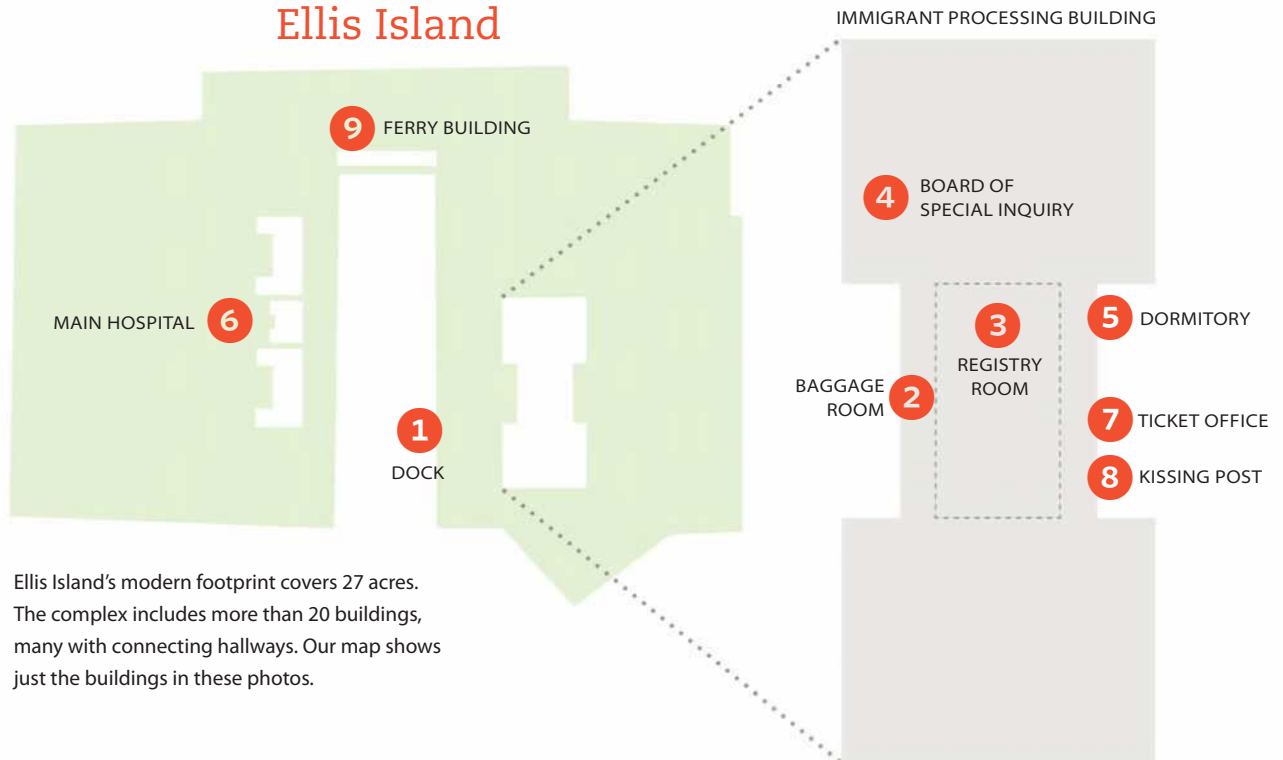 Ellis Island
IMMIGRANT PROCESSING BUILDING
9 FERRY BUILDING
MAIN HOSPITAL 6
1
DOCK
4 BOARD OF
SPECIAL INQUIRY
3
REGISTRY
ROOM
5 DORMITORY
BAGGAGE
ROOM 2
7 TICKET OFFICE
8 KISSING POST
Ellis Island’s modern footprint covers 27 acres.
The complex includes more than 20 buildings,
many with connecting hallways. Our map shows
just the buildings in these photos.